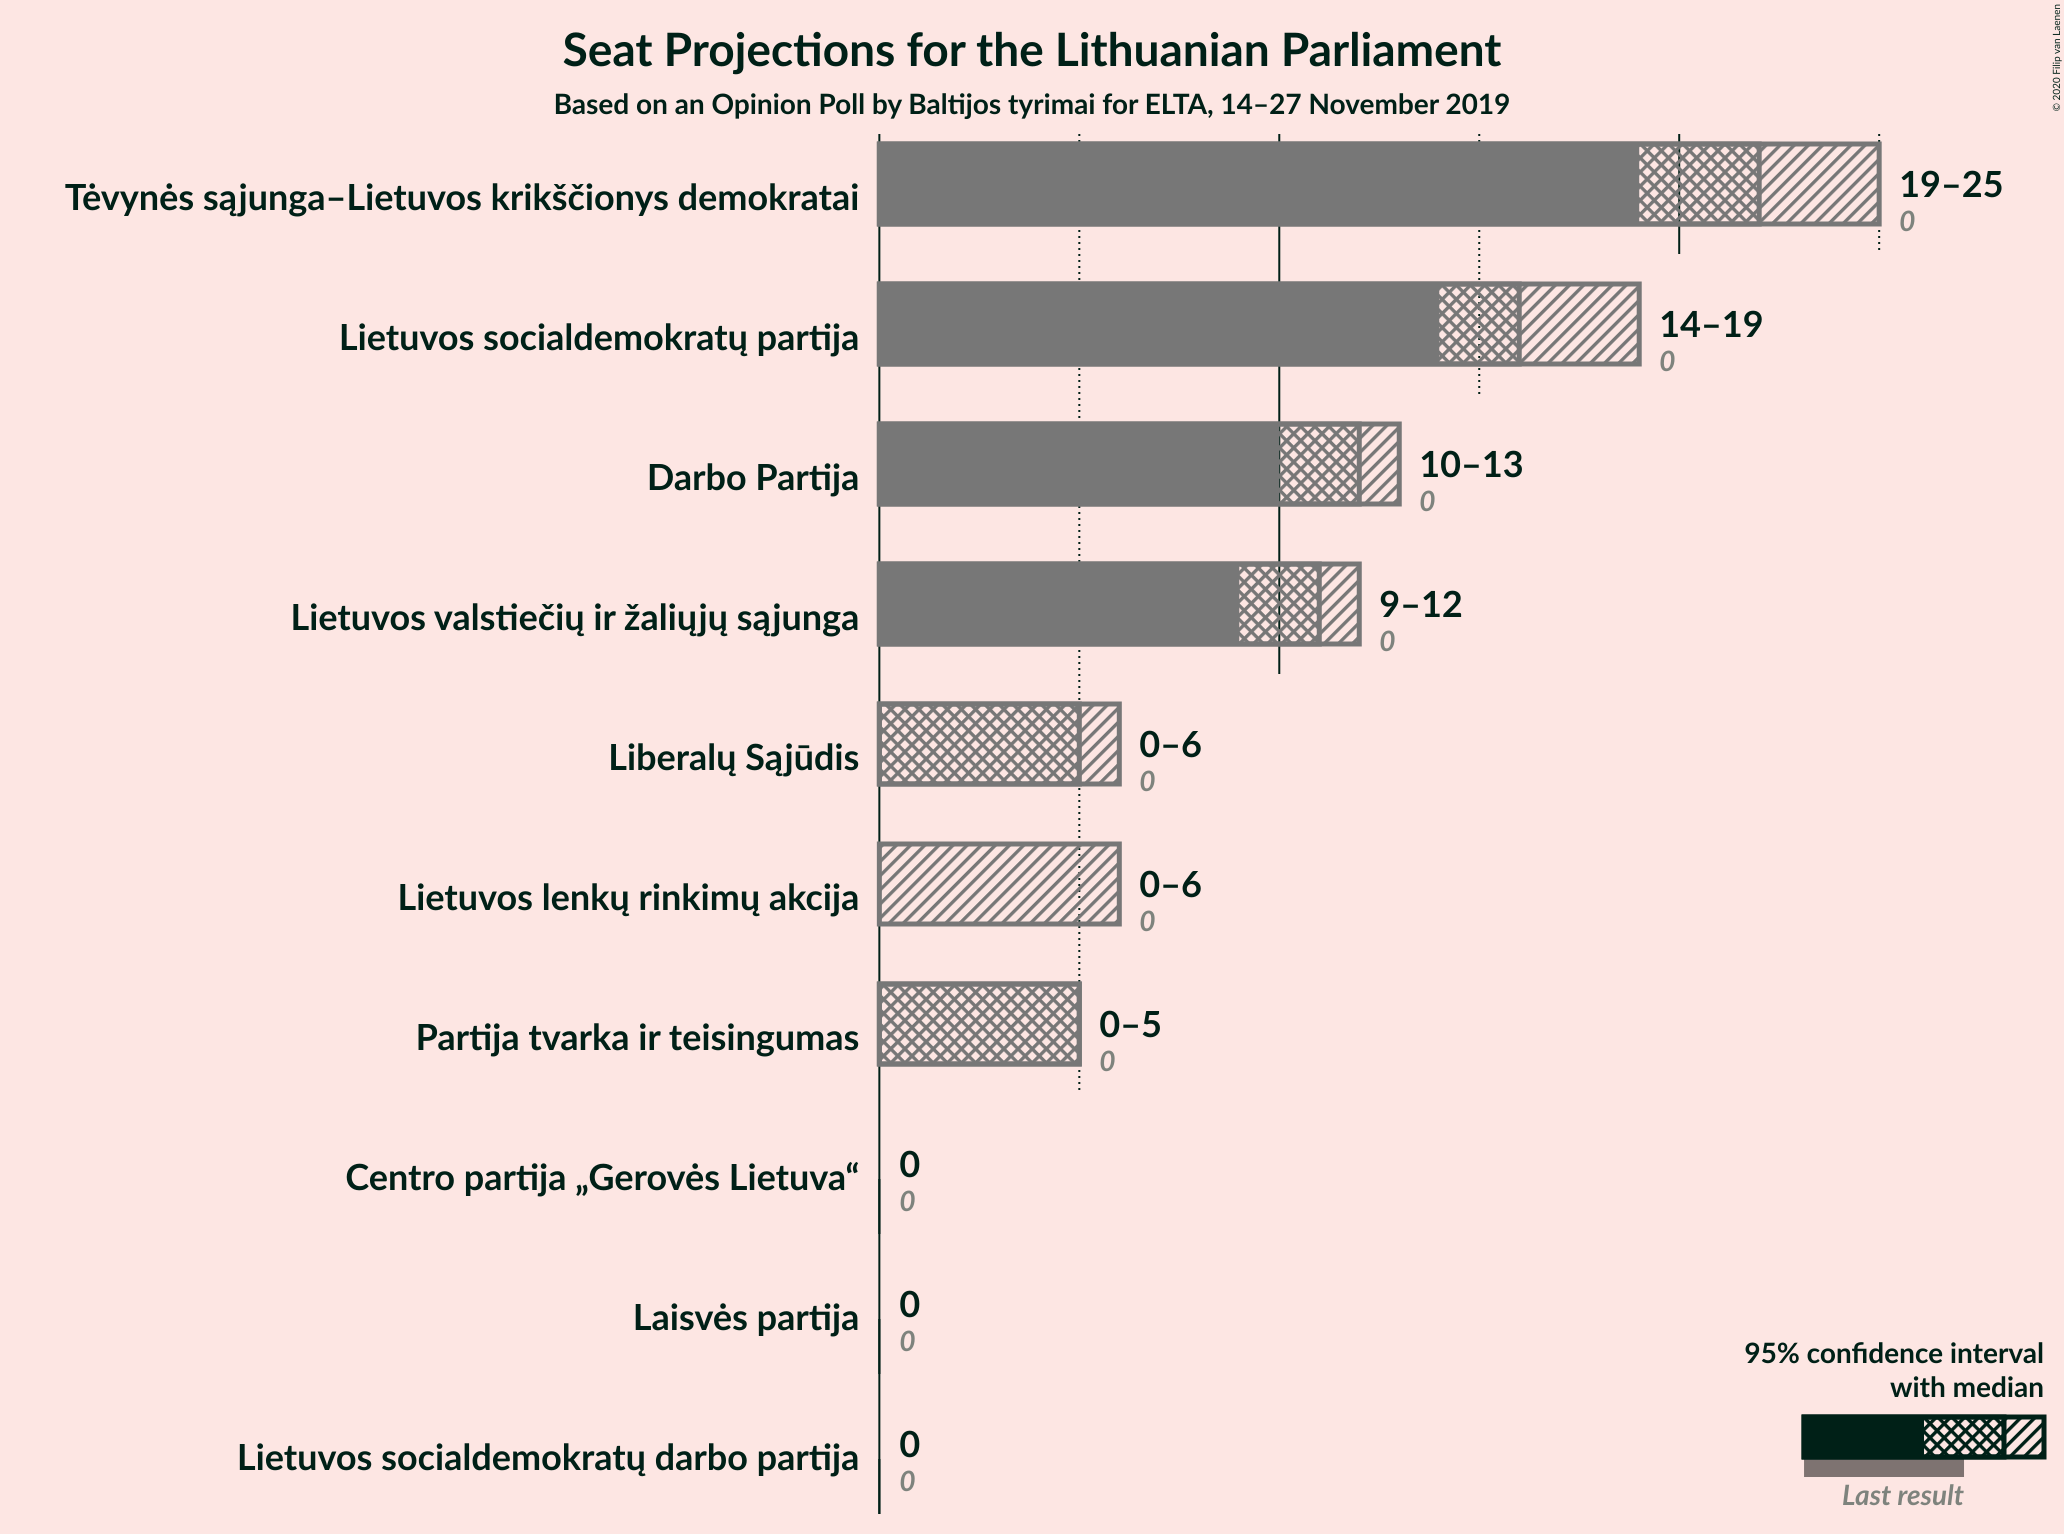 Seat Projections for the Lithuanian Parliament
Based on an Opinion Poll by Baltijos tyrimai for ELTA, 14–27 November 2019
© 2020 Filip van Laenen
Tėvynės sąjunga–Lietuvos krikščionys demokratai
19–25
0
Lietuvos socialdemokratų partija
14–19
0
Darbo Partija
10–13
0
Lietuvos valstiečių ir žaliųjų sąjunga
9–12
0
Liberalų Sąjūdis
0–6
0
Lietuvos lenkų rinkimų akcija
0–6
0
Partija tvarka ir teisingumas
0–5
0
Centro partija „Gerovės Lietuva“
0
0
Laisvės partija
0
0
Lietuvos socialdemokratų darbo partija
0
0
95% confidence interval
with median
Last result